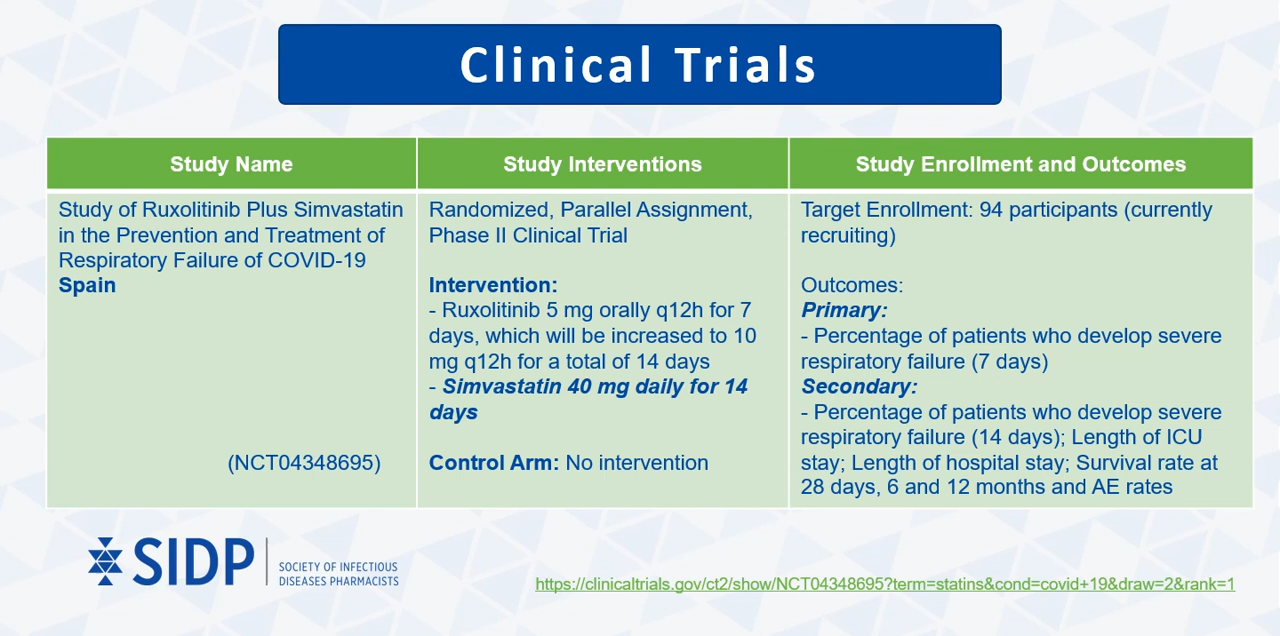 Clinical Trials
Study Name
Study Interventions
Study Enrollment and Outcomes
Study of Ruxolitinib Plus Simvastatin
in the Prevention and Treatment of
Respiratory Failure of COVID-19
Spain
(NCT04348695)
Randomized, Parallel Assignment,
Phase II Clinical Trial
Intervention:
- Ruxolitinib 5 mg orally q12h for 7
days, which will be increased to 10
mg q12h for a total of 14 days
- Simvastatin 40 mg daily for 14
days
Control Arm: No intervention
Target Enrollment: 94 participants (currently
recruiting)
Outcomes:
Primary:
- Percentage of patients who develop severe
respiratory failure (7 days)
Secondary:
- Percentage of patients who develop severe
respiratory failure (14 days); Length of ICU
stay; Length of hospital stay; Survival rate at
28 days, 6 and 12 months and AE rates
SIDP
SOCIETY OF INFECTIOUS
DISEASES PHARMACISTS
https://clinicaltrials.gov/ct2/show/NCT04348695?term=statins&cond=covid+19&draw=2&rank=1